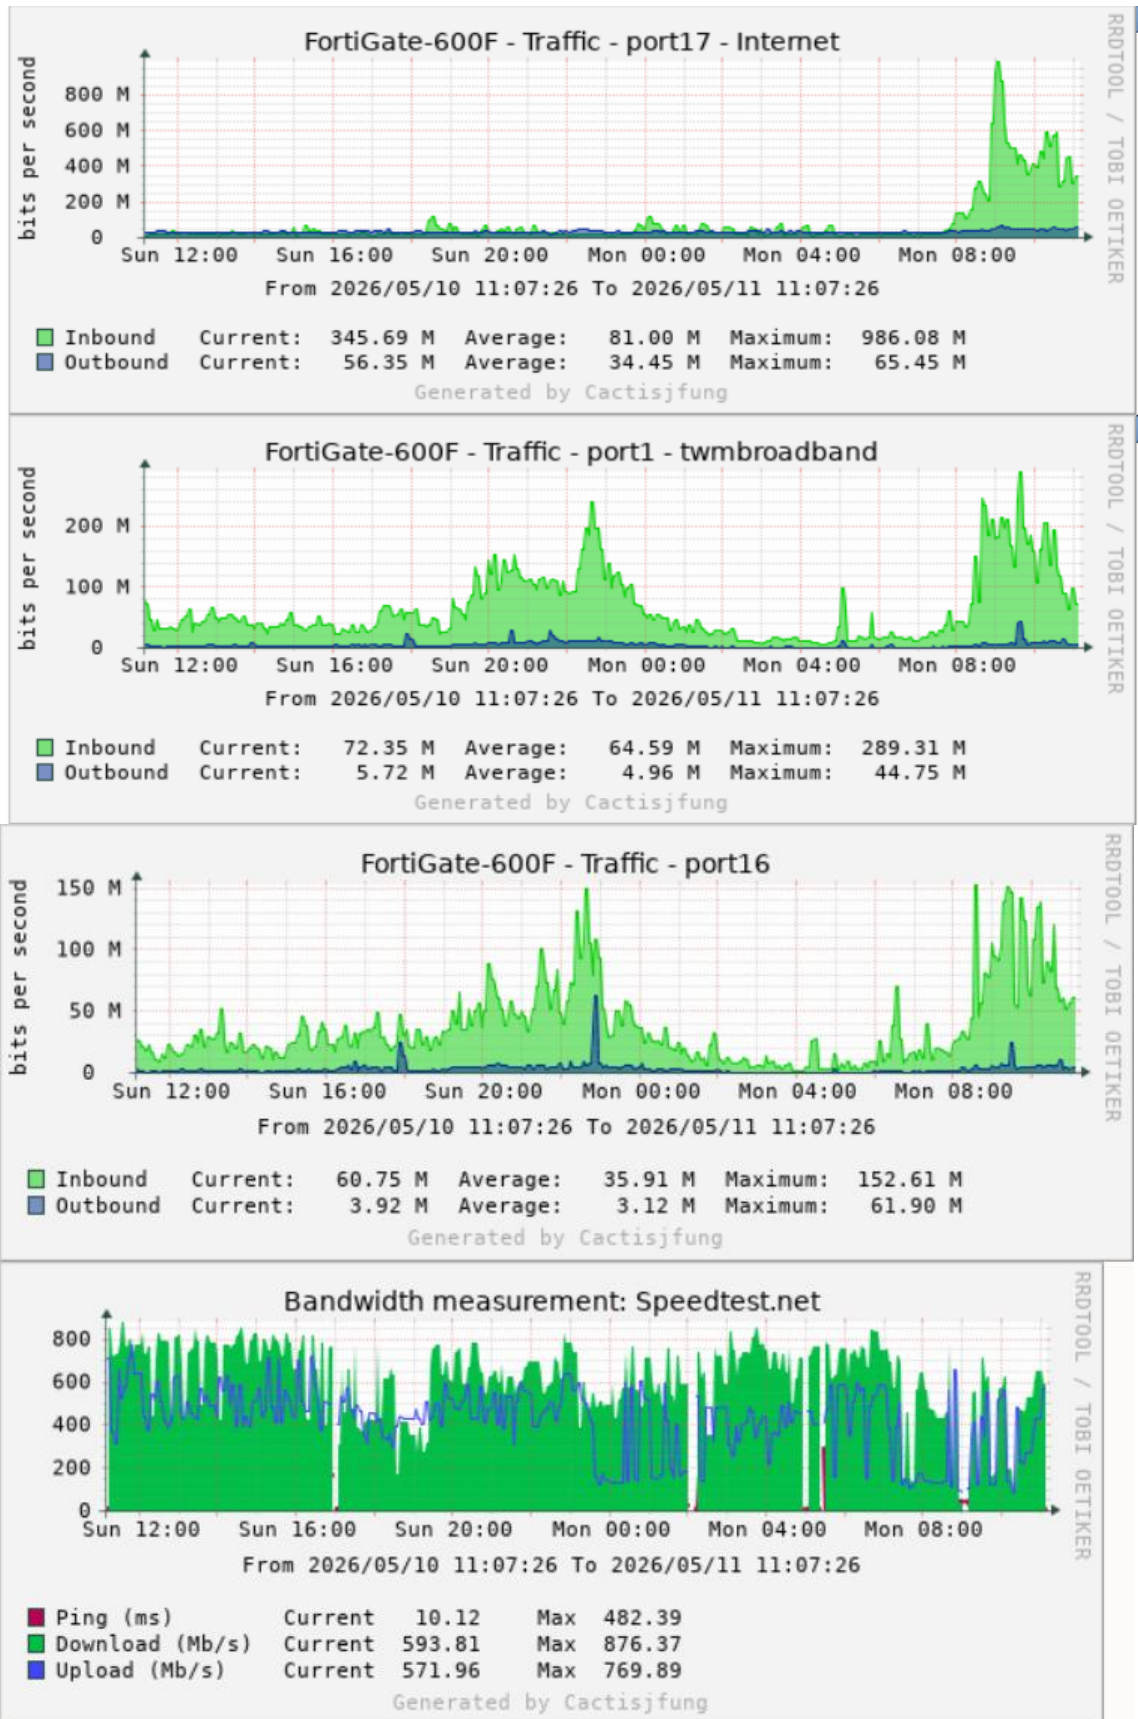 FortiGate-600F - Traffic - port17 - Internet
RRDTOOL / TOBI OETIKER
bits per second
800 M
600 M
400 M
200 M
0
Sun 12:00 Sun 16:00 Sun 20:00 Mon 00:00 Mon 04:00 Mon 08:00
From 2026/05/10 11:07:26 To 2026/05/11 11:07:26
Inbound Current: 345.69 M Average: 81.00 M Maximum: 986.08 M
Outbound Current: 56.35 M Average: 34.45 M Maximum: 65.45 M
Generated by Cactisjfung
FortiGate-600F - Traffic - port1 - twmbroadband
RRDTOOL / TOBI OETIKER
bits per second
200 M
100 M
0
Sun 12:00 Sun 16:00 Sun 20:00 Mon 00:00 Mon 04:00 Mon 08:00
From 2026/05/10 11:07:26 To 2026/05/11 11:07:26
Inbound Current: 72.35 M Average: 64.59 M Maximum: 289.31 M
Outbound Current: 5.72 M Average: 4.96 M Maximum: 44.75 M
Generated by Cactisjfung
FortiGate-600F - Traffic - port16
RRDTOOL / TOBI OETIKER
bits per second
150 M
100 M
50 M
0
Sun 12:00 Sun 16:00 Sun 20:00 Mon 00:00 Mon 04:00 Mon 08:00
From 2026/05/10 11:07:26 To 2026/05/11 11:07:26
Inbound Current: 60.75 M Average: 35.91 M Maximum: 152.61 M
Outbound Current: 3.92 M Average: 3.12 M Maximum: 61.90 M
Generated by Cactisjfung
Bandwidth measurement: Speedtest.net
RRDTOOL / TOBI OETIKER
800
600
400
200
0
Sun 12:00 Sun 16:00 Sun 20:00 Mon 00:00 Mon 04:00 Mon 08:00
From 2026/05/10 11:07:26 To 2026/05/11 11:07:26
Ping (ms) Current 10.12 Max 482.39
Download (Mb/s) Current 593.81 Max 876.37
Upload (Mb/s) Current 571.96 Max 769.89
Generated by Cactisjfung